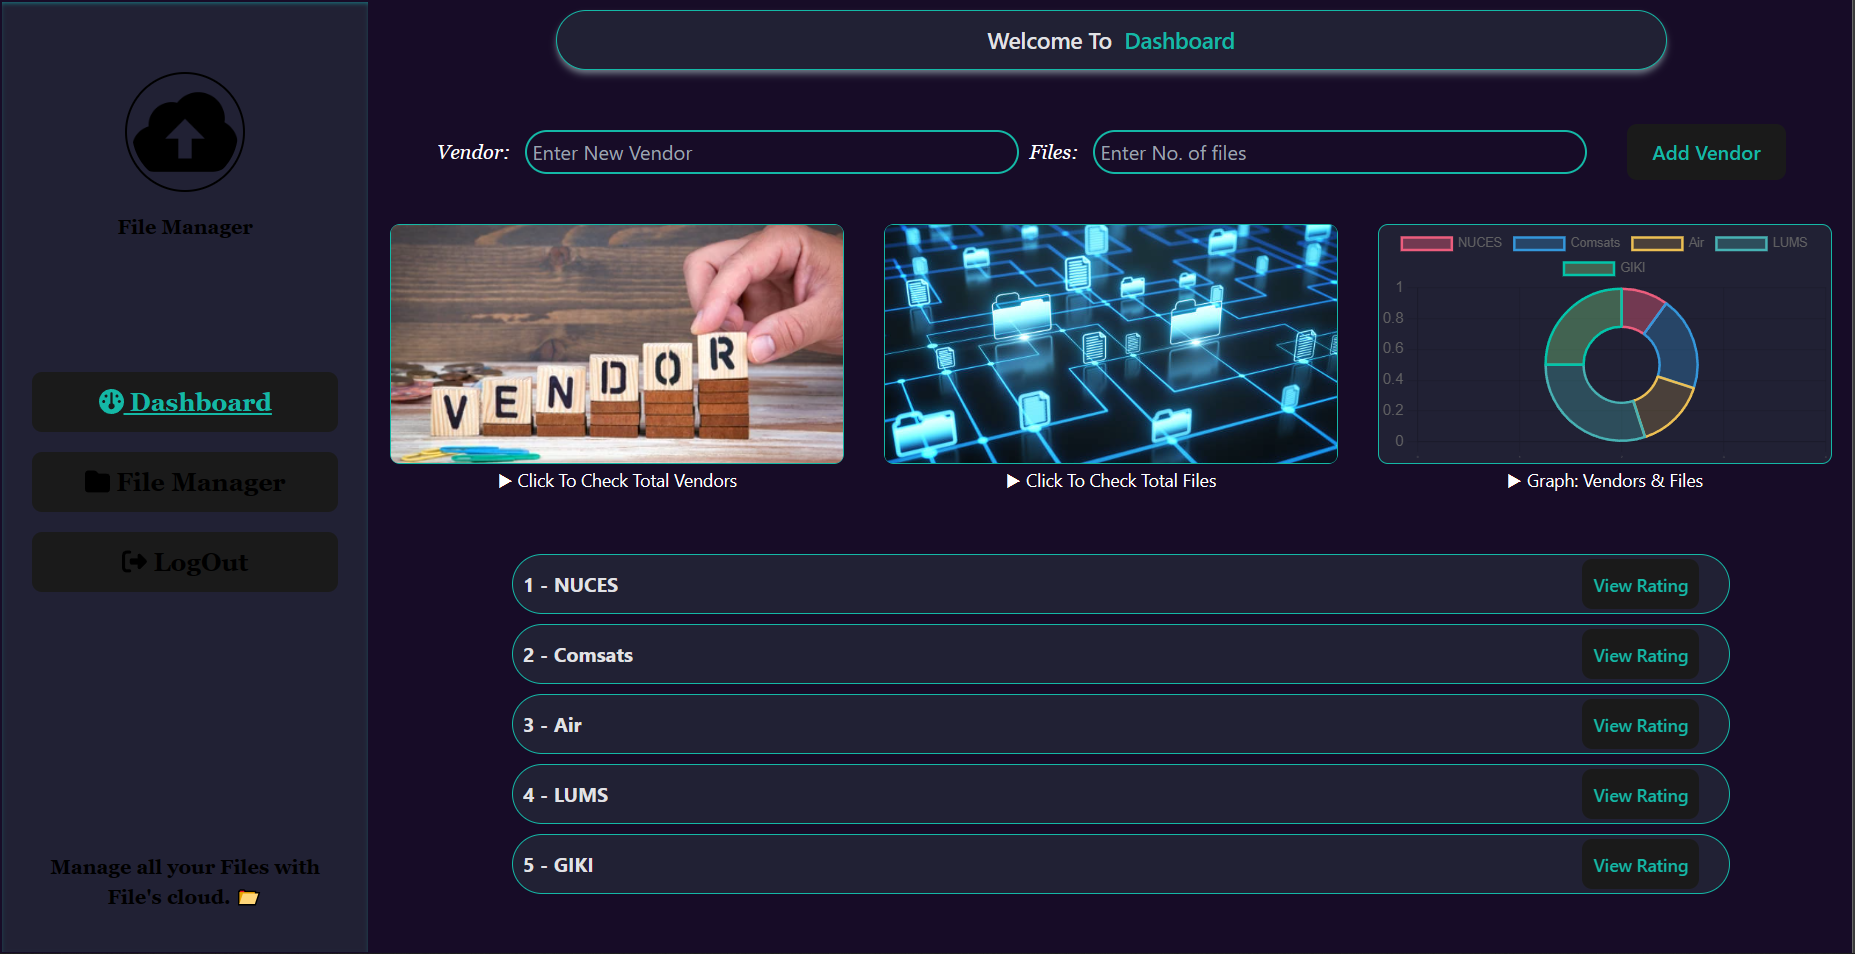 File Manager
Dashboard
File Manager
LogOut
Manage all your Files with
File's cloud. 📂
Welcome To Dashboard
Vendor: Enter New Vendor Files: Enter No. of files Add Vendor
VENDOR
▶ Click To Check Total Vendors
▶ Click To Check Total Files
NUCES Comsats Air LUMS
GIKI
1
0.8
0.6
0.4
0.2
0
▶ Graph: Vendors & Files
1 - NUCES View Rating
2 - Comsats View Rating
3 - Air View Rating
4 - LUMS View Rating
5 - GIKI View Rating